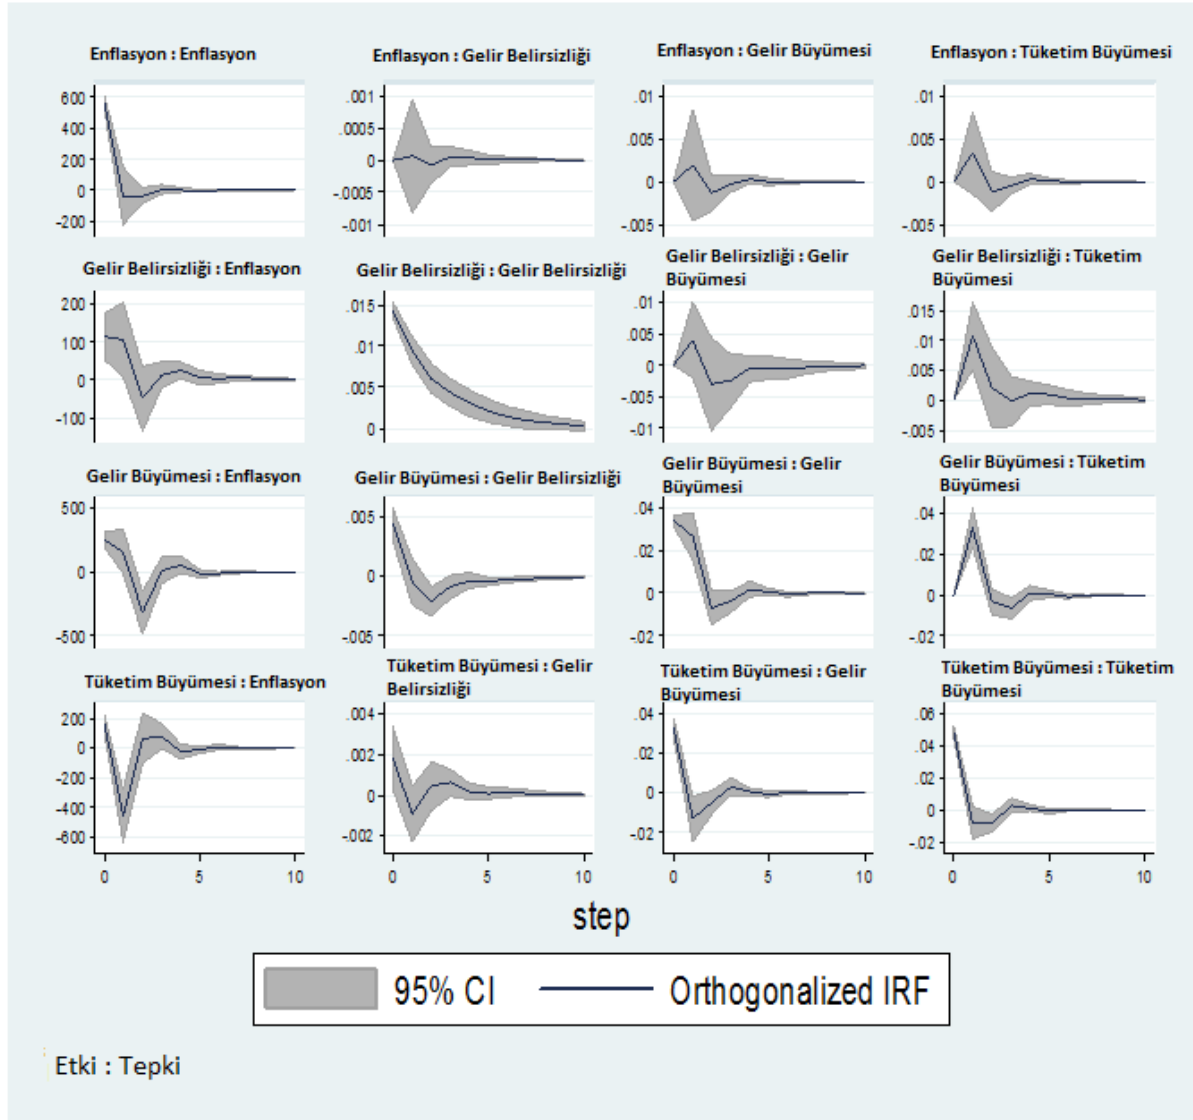 Enflasyon : Enflasyon
Enflasyon : Gelir Belirsizliği
Enflasyon : Gelir Büyümesi
Enflasyon : Tüketim Büyümesi
600
400
200
0
-200
.001
.0005
0
-.0005
-.001
.01
.005
0
-.005
.01
.005
0
-.005
Gelir Belirsizliği : Enflasyon
Gelir Belirsizliği : Gelir Belirsizliği
Gelir Belirsizliği : Gelir
Büyümesi
Gelir Belirsizliği : Tüketim
Büyümesi
200
100
0
-100
.015
.01
.005
0
.01
.005
0
-.005
-.01
.015
.01
.005
0
-.005
Gelir Büyümesi : Enflasyon
Gelir Büyümesi : Gelir Belirsizliği
Gelir Büyümesi : Gelir
Büyümesi
Gelir Büyümesi : Tüketim
Büyümesi
500
0
-500
.005
0
-.005
.04
.02
0
-.02
.04
.02
0
-.02
Tüketim Büyümesi : Enflasyon
Tüketim Büyümesi : Gelir
Belirsizliği
Tüketim Büyümesi : Gelir
Büyümesi
Tüketim Büyümesi : Tüketim
Büyümesi
200
0
-200
-400
-600
.004
.002
0
-.002
.04
.02
0
-.02
.06
.04
.02
0
-.02
0 5 10
0 5 10
0 5 10
0 5 10
step
95% CI
Orthogonalized IRF
Etki : Tepki